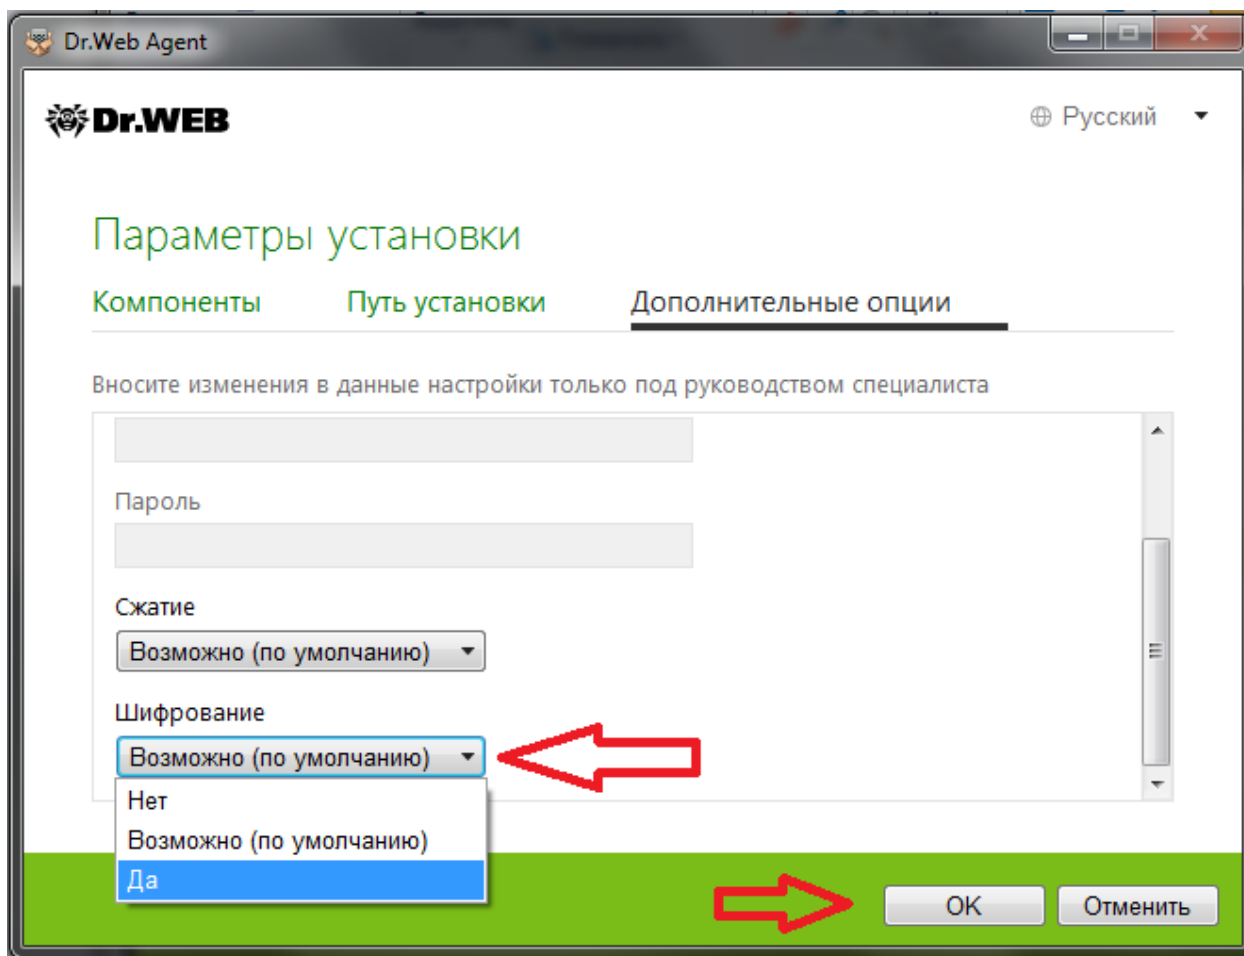 Dr.Web Agent
Dr.WEB
Русский
Параметры установки
Компоненты
Путь установки
Дополнительные опции
Вносите изменения в данные настройки только под руководством специалиста
Пароль
Сжатие
Возможно (по умолчанию)
Шифрование
Возможно (по умолчанию)
Нет
Возможно (по умолчанию)
Да
OK
Отменить